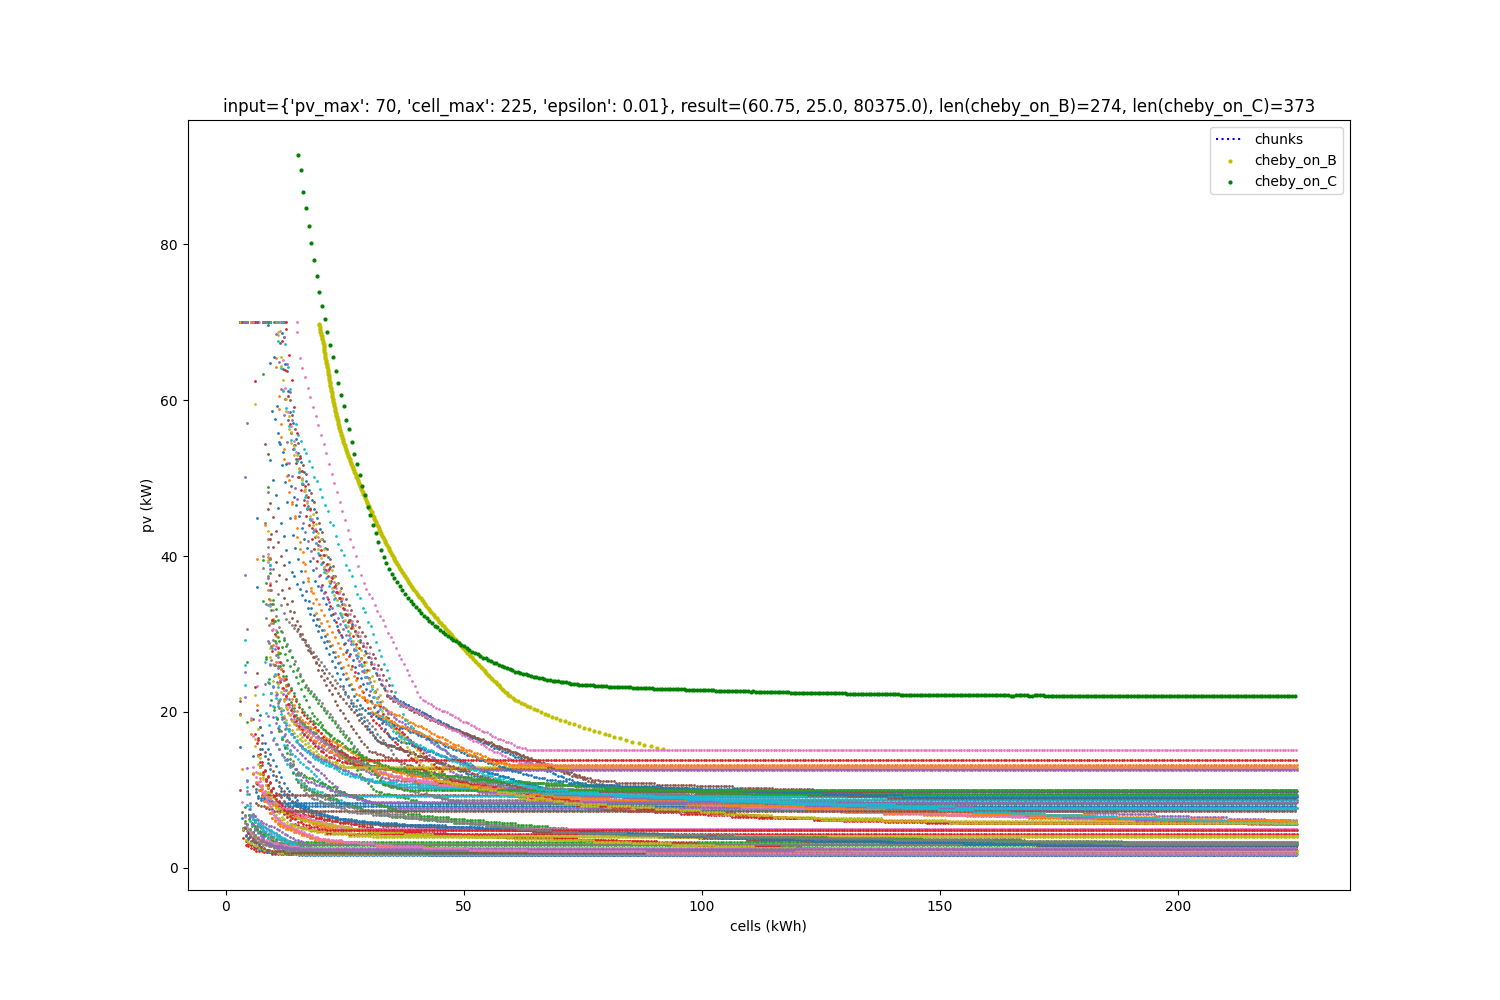 input={'pv_max': 70, 'cell_max': 225, 'epsilon': 0.01}, result=(60.75, 25.0, 80375.0), len(cheby_on_B)=274, len(cheby_on_C)=373
chunks
cheby_on_B
cheby_on_C
80
60
40
20
0
pv (kW)
0 50 100 150 200
cells (kWh)